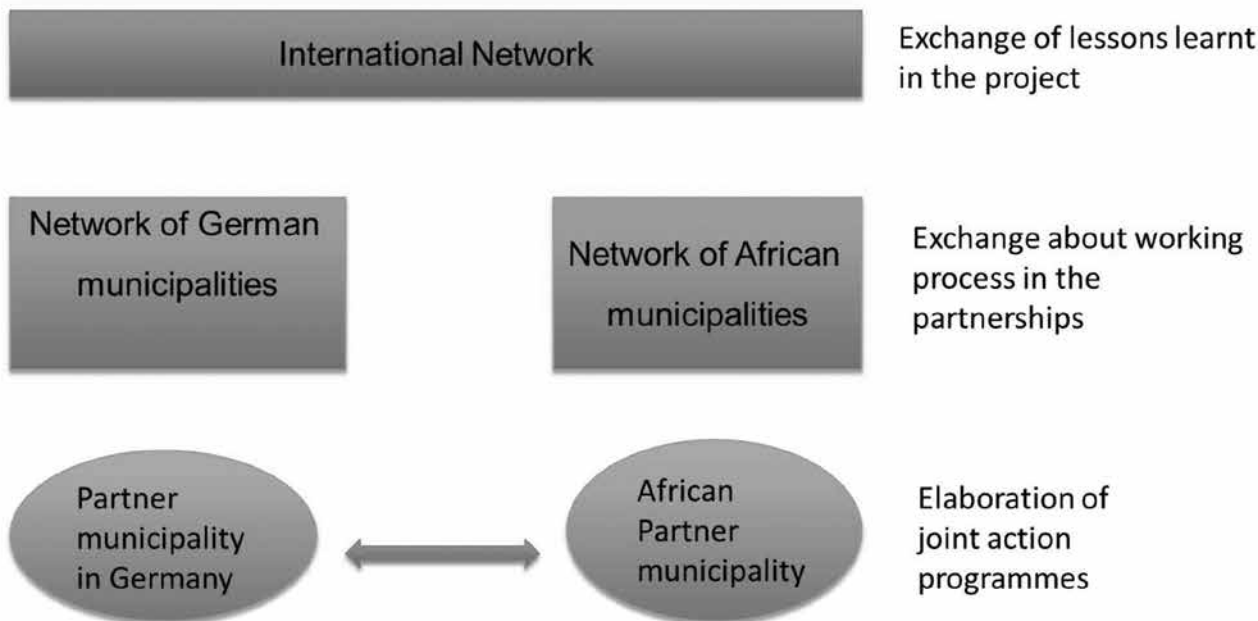 International Network
Exchange of lessons learnt
in the project
Network of German
municipalities
Network of African
municipalities
Exchange about working
process in the
partnerships
Partner
municipality
in Germany
African
Partner
municipality
Elaboration of
joint action
programmes